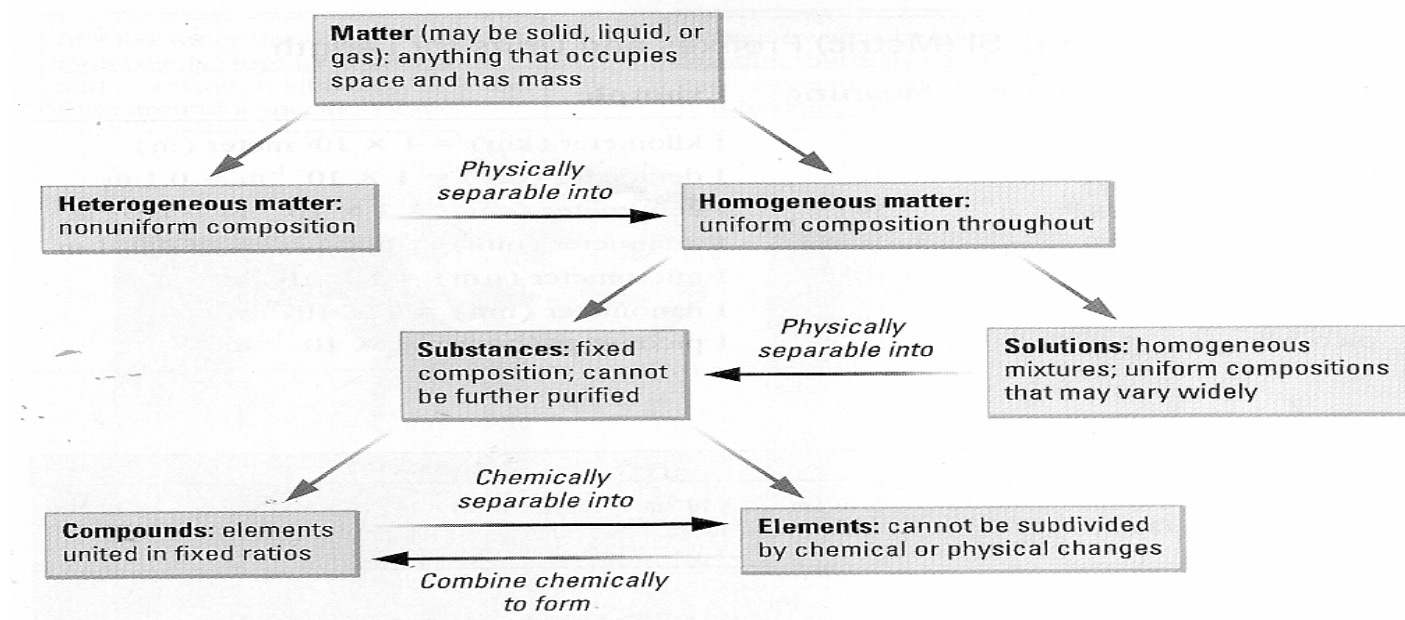 Matter (may be solid, liquid, or
gas): anything that occupies
space and has mass
Physically
separable into
Heterogeneous matter:
nonuniform composition
Homogeneous matter:
uniform composition throughout
Substances: fixed
composition; cannot
be further purified
Physically
separable into
Solutions: homogeneous
mixtures; uniform compositions
that may vary widely
Chemically
separable into
Compounds: elements
united in fixed ratios
Elements: cannot be subdivided
by chemical or physical changes
Combine chemically
to form